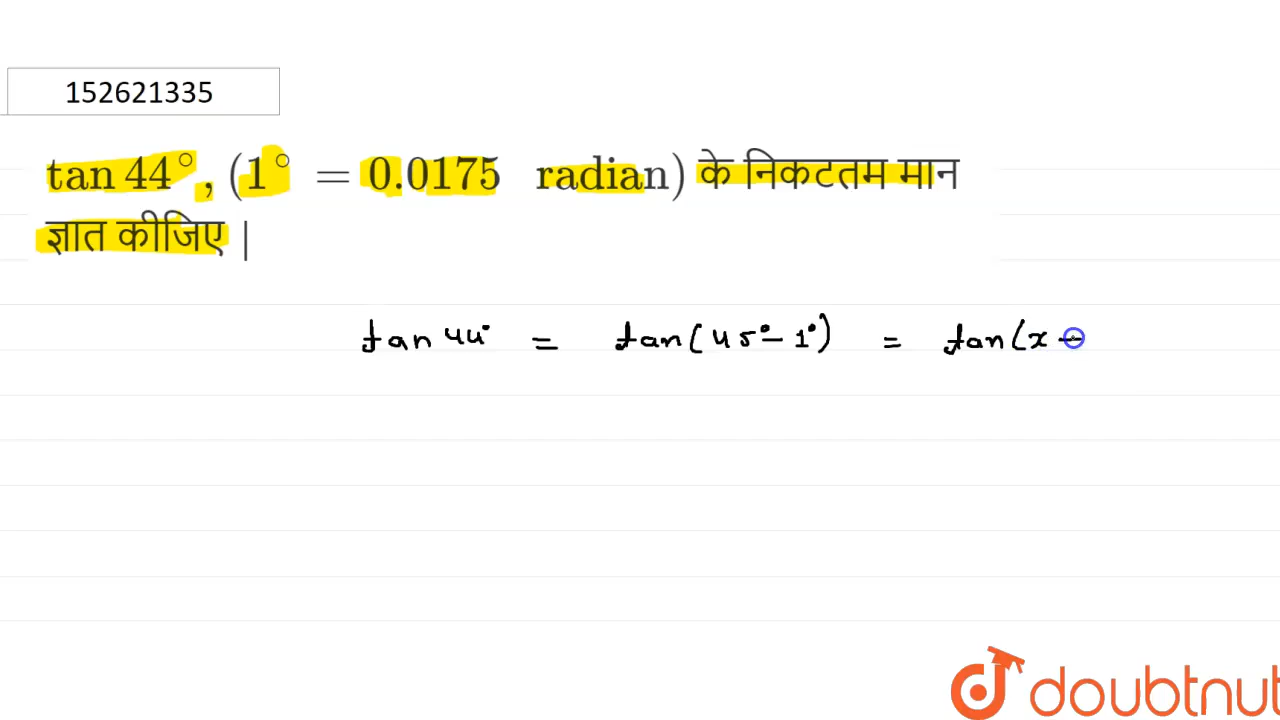 152621335
tan 44°, (1° = 0.0175 radian) के निकटतम मान
ज्ञात कीजिए |
tan 44° = tan(45° - 1°) = tan(x
doubtnut